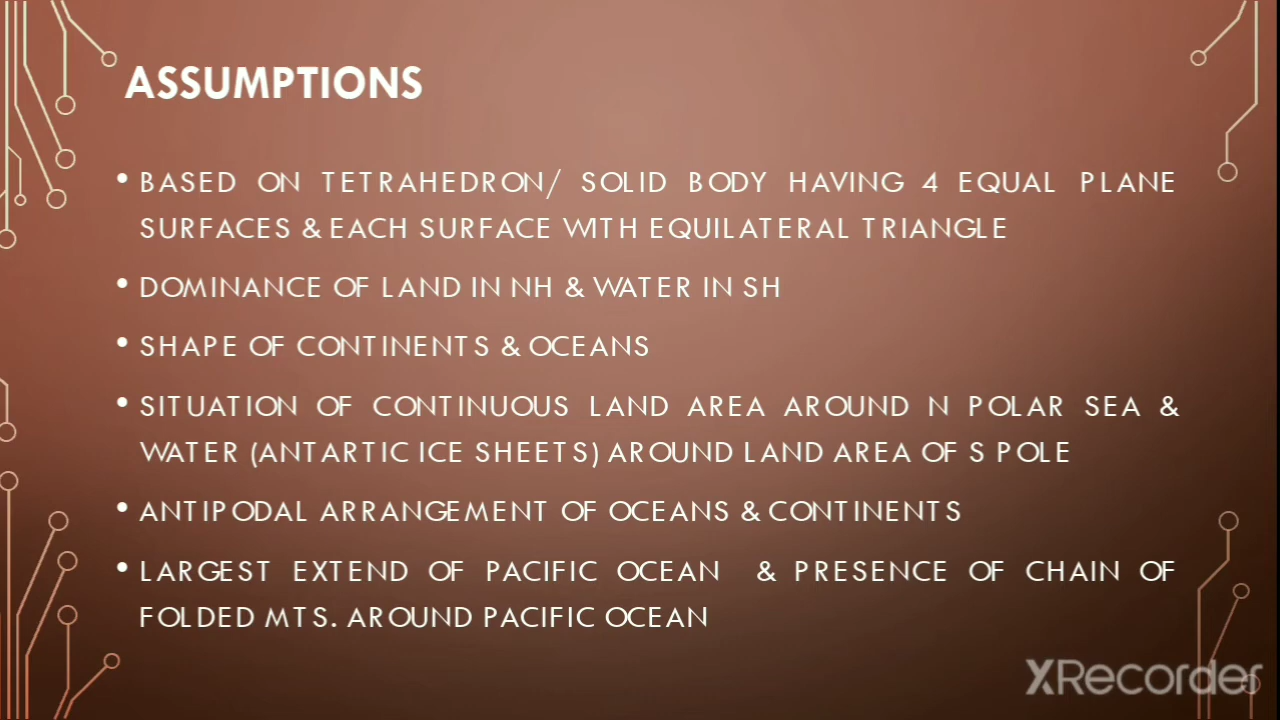 ASSUMPTIONS
• BASED ON TETRAHEDRON/ SOLID BODY HAVING 4 EQUAL PLANE
SURFACES & EACH SURFACE WITH EQUILATERAL TRIANGLE
• DOMINANCE OF LAND IN NH & WATER IN SH
• SHAPE OF CONTINENTS & OCEANS
• SITUATION OF CONTINUOUS LAND AREA AROUND N POLAR SEA &
WATER (ANTARTIC ICE SHEETS) AROUND LAND AREA OF S POLE
• ANTIPODAL ARRANGEMENT OF OCEANS & CONTINENTS
• LARGEST EXTEND OF PACIFIC OCEAN & PRESENCE OF CHAIN OF
FOLDED MTS. AROUND PACIFIC OCEAN
XRecorder